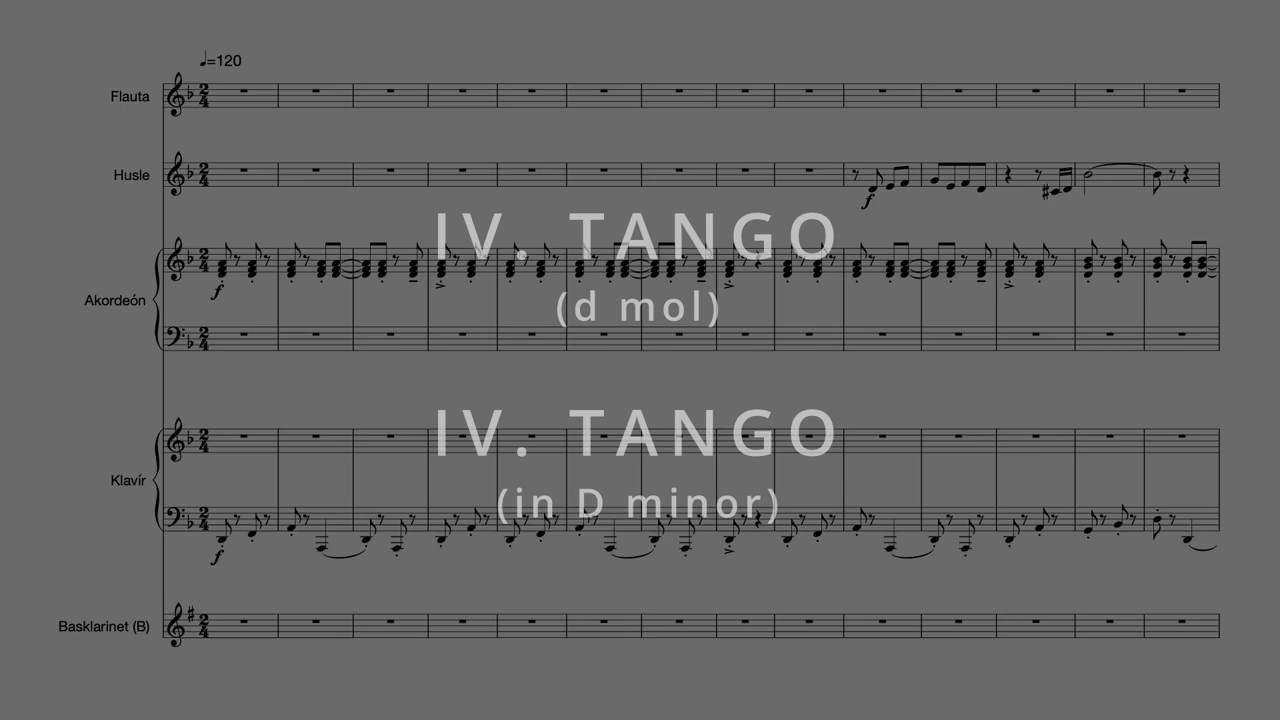 ♩=120
Flauta
Husle
f
IV. TANGO
f
Akordeón
(d mol)
IV. TANGO
Klavír
(in D minor)
f
Basklarinet (B)